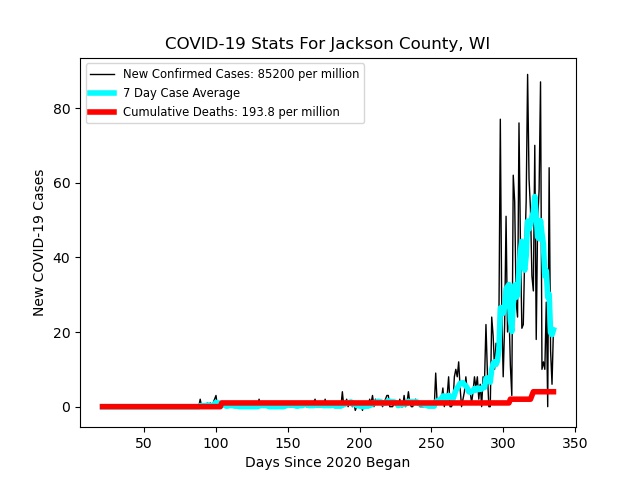 COVID-19 Stats For Jackson County, WI
New Confirmed Cases: 85200 per million
7 Day Case Average
Cumulative Deaths: 193.8 per million
New COVID-19 Cases
80
60
40
20
0
50 100 150 200 250 300 350
Days Since 2020 Began